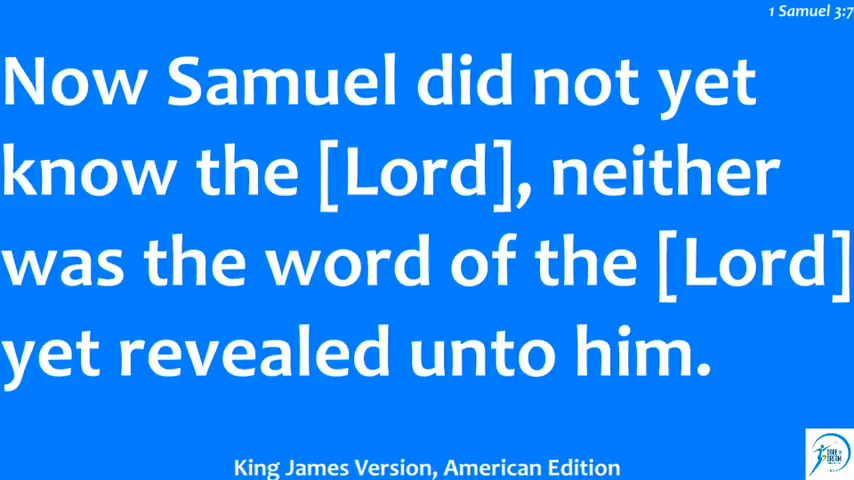 1 Samuel 3:7
Now Samuel did not yet
know the [Lord], neither
was the word of the [Lord]
yet revealed unto him.
King James Version, American Edition